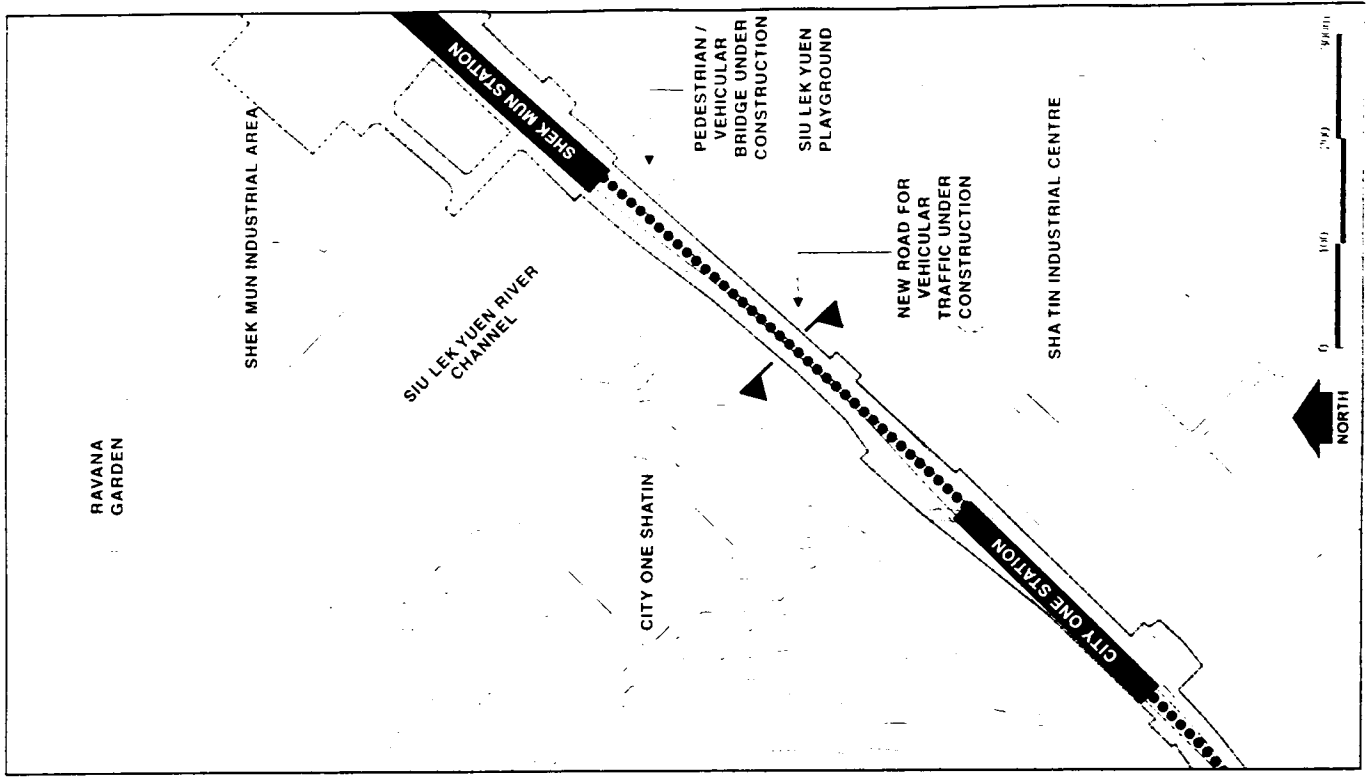 RAVANA
GARDEN
SHEK MUN INDUSTRIAL AREA
SIU LEK YUEN RIVER
CHANNEL
SHEK MUN STATION
PEDESTRIAN /
VEHICULAR
BRIDGE UNDER
CONSTRUCTION
SIU LEK YUEN
PLAYGROUND
CITY ONE SHATIN
NEW ROAD FOR
VEHICULAR
TRAFFIC UNDER
CONSTRUCTION
CITY ONE STATION
SHA TIN INDUSTRIAL CENTRE
NORTH
0 100 200 300m